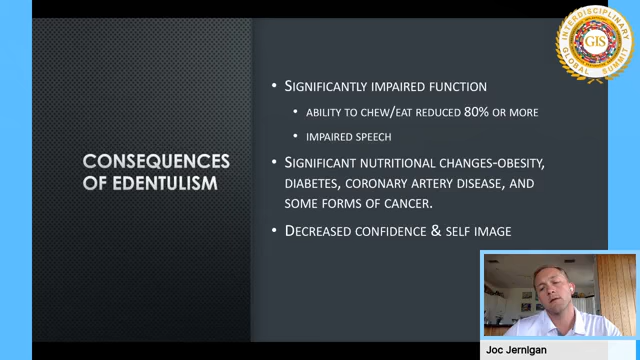 INTERDISCIPLINARY
GIS
GLOBAL SUMMIT
CONSEQUENCES
OF EDENTULISM
• SIGNIFICANTLY IMPAIRED FUNCTION
• ABILITY TO CHEW/EAT REDUCED 80% OR MORE
• IMPAIRED SPEECH
• SIGNIFICANT NUTRITIONAL CHANGES-OBESITY,
DIABETES, CORONARY ARTERY DISEASE, AND
SOME FORMS OF CANCER.
• DECREASED CONFIDENCE & SELF IMAGE
Joc Jernigan